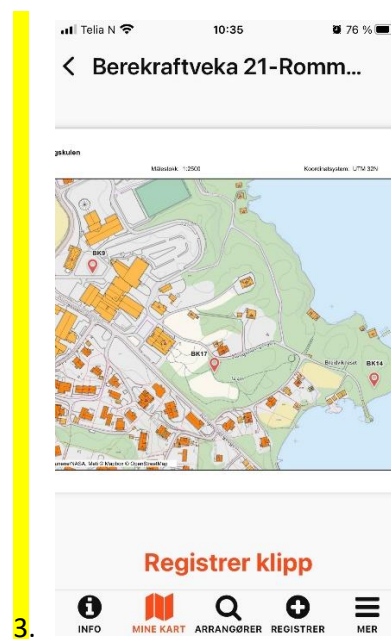 Telia N 10:35 76 %
Berekraftveka 21-Romm...
gskulen
Målestokk 1:2500 Koordinatsystem: UTM 32N
BK9
BK17
Breidvikneset BK14
Registrer klipp
INFO MINE KART ARRANGØRER REGISTRER MER
3.